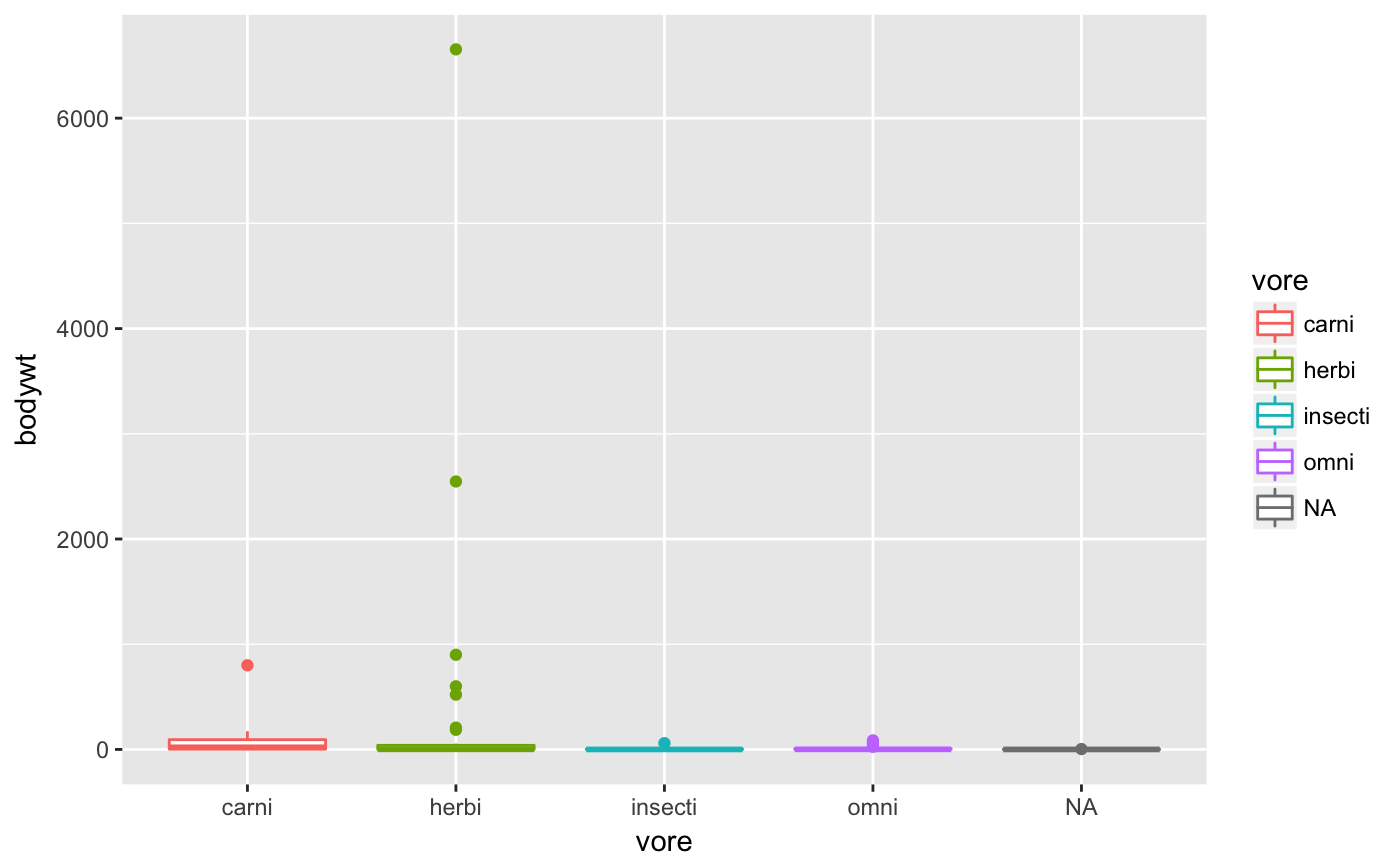 6000
4000
2000
0
bodywt
carni herbi insecti omni NA
vore
vore
carni
herbi
insecti
omni
NA